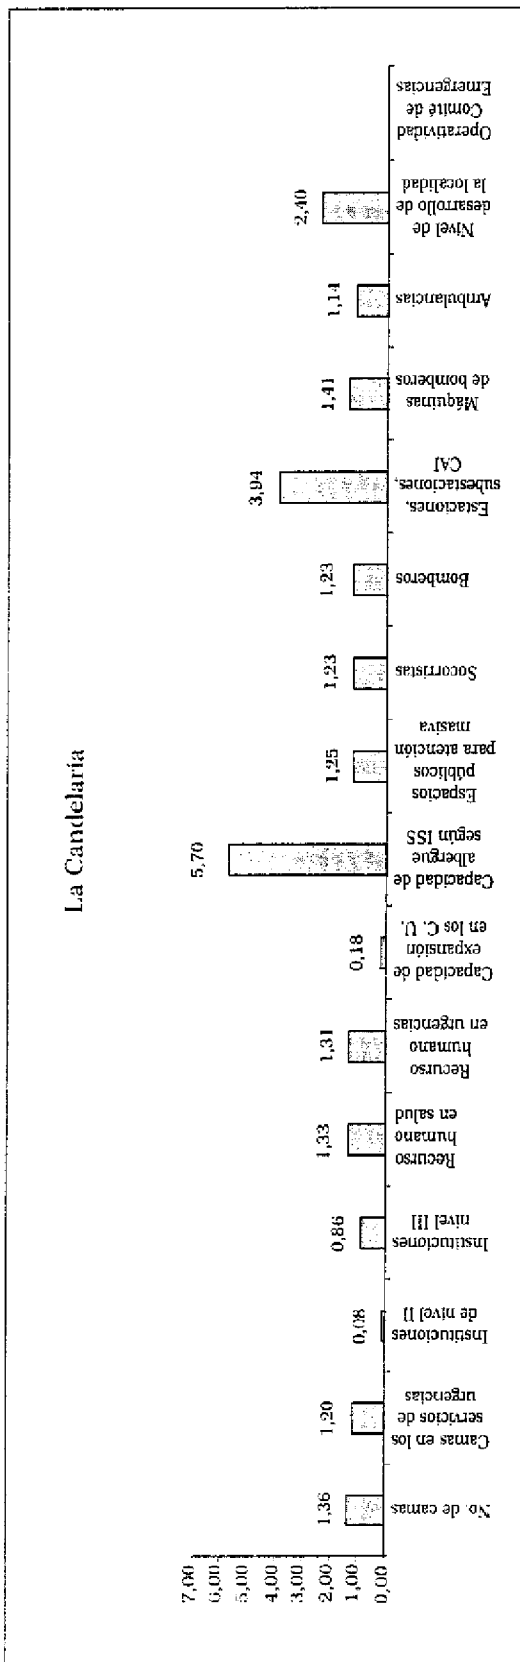 La Candelaria
7,00
6,00
5,00
4,00
3,00
2,00
1,00
0,00
1,36
1,20
0,08
0,86
1,33
1,31
0,18
5,70
1,25
1,23
1,23
3,94
1,41
1,14
2,40
No. de camas
Camas en los
servicios de
urgencias
Instituciones
de nivel II
Instituciones
nivel III
Recurso
humano
en salud
Recurso
humano
en urgencias
Capacidad de
expansión
en los C. U.
Capacidad de
albergue
según ISS
Espacios
públicos
para atención
masiva
Socorristas
Bomberos
Estaciones,
subestaciones,
CAI
Máquinas
de bomberos
Ambulancias
Nivel de
desarrollo de
la localidad
Operatividad
Comité de
Emergencias